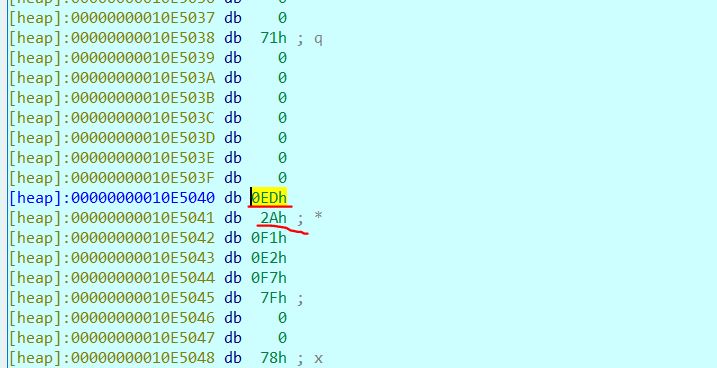 [heap]:00000000010E5037 db 0
[heap]:00000000010E5038 db 71h ; q
[heap]:00000000010E5039 db 0
[heap]:00000000010E503A db 0
[heap]:00000000010E503B db 0
[heap]:00000000010E503C db 0
[heap]:00000000010E503D db 0
[heap]:00000000010E503E db 0
[heap]:00000000010E503F db 0
[heap]:00000000010E5040 db 0EDh
[heap]:00000000010E5041 db 2Ah ; *
[heap]:00000000010E5042 db 0F1h
[heap]:00000000010E5043 db 0E2h
[heap]:00000000010E5044 db 0F7h
[heap]:00000000010E5045 db 7Fh ;
[heap]:00000000010E5046 db 0
[heap]:00000000010E5047 db 0
[heap]:00000000010E5048 db 78h ; x